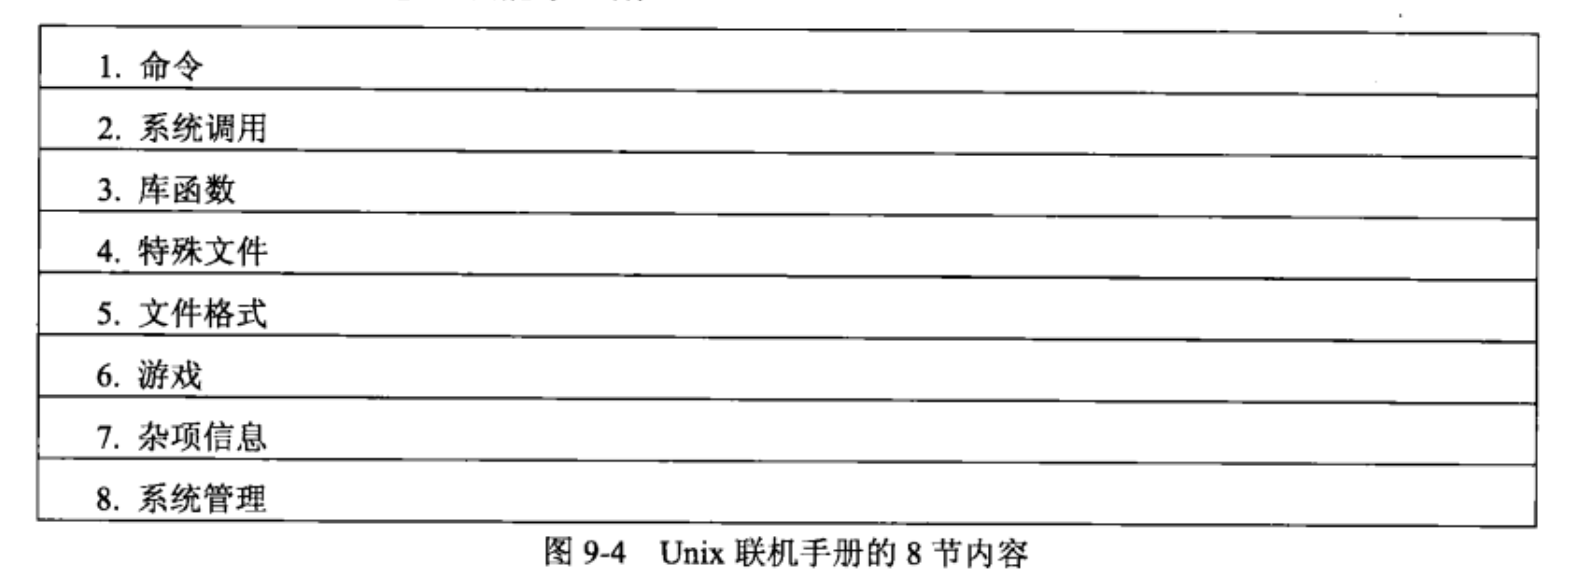 1. 命令
2. 系统调用
3. 库函数
4. 特殊文件
5. 文件格式
6. 游戏
7. 杂项信息
8. 系统管理
图 9-4 Unix 联机手册的 8 节内容